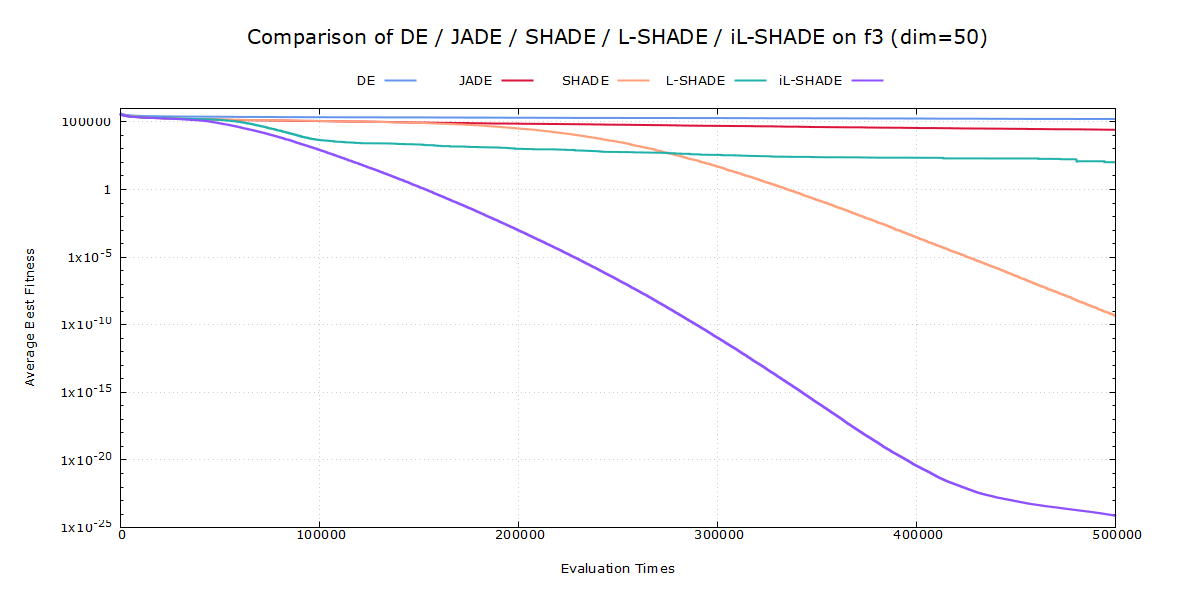 Comparison of DE / JADE / SHADE / L-SHADE / iL-SHADE on f3 (dim=50)
DE JADE SHADE L-SHADE iL-SHADE
Average Best Fitness
100000
1
1x10-5
1x10-10
1x10-15
1x10-20
1x10-25
0 100000 200000 300000 400000 500000
Evaluation Times